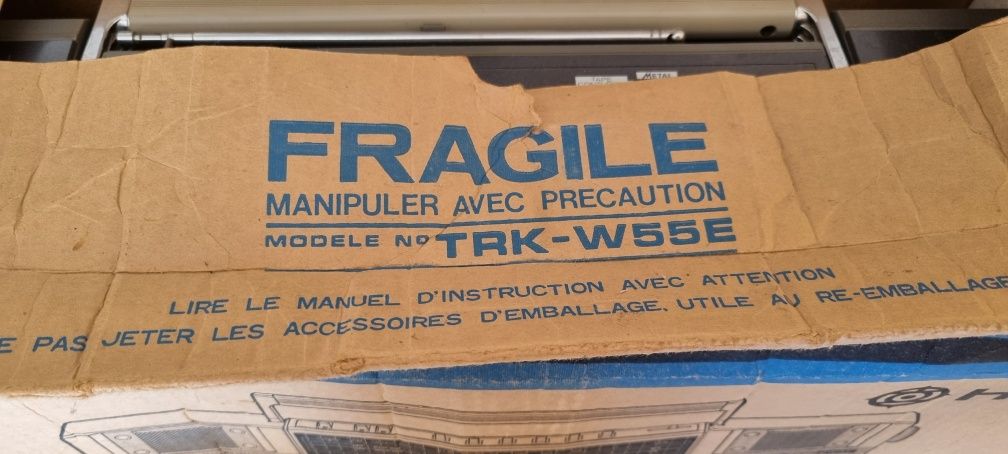 TAPE
METAL
FRAGILE
MANIPULER AVEC PRECAUTION
MODELE No TRK-W55E
LIRE LE MANUEL D'INSTRUCTION AVEC ATTENTION
E PAS JETER LES ACCESSOIRES D'EMBALLAGE, UTILE AU RE-EMBALLAGE
H